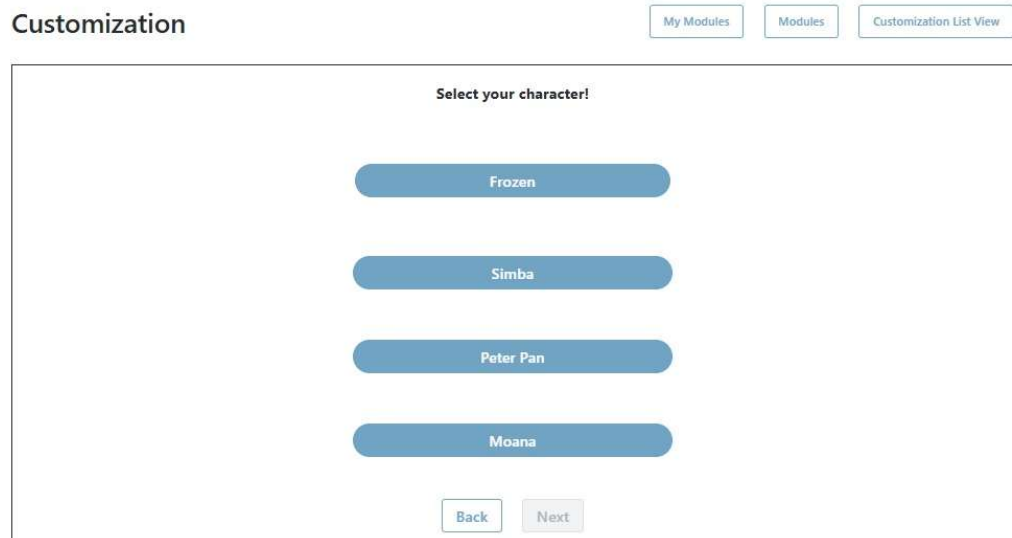 Customization
My Modules
Modules
Customization List View
Select your character!
Frozen
Simba
Peter Pan
Moana
Back
Next